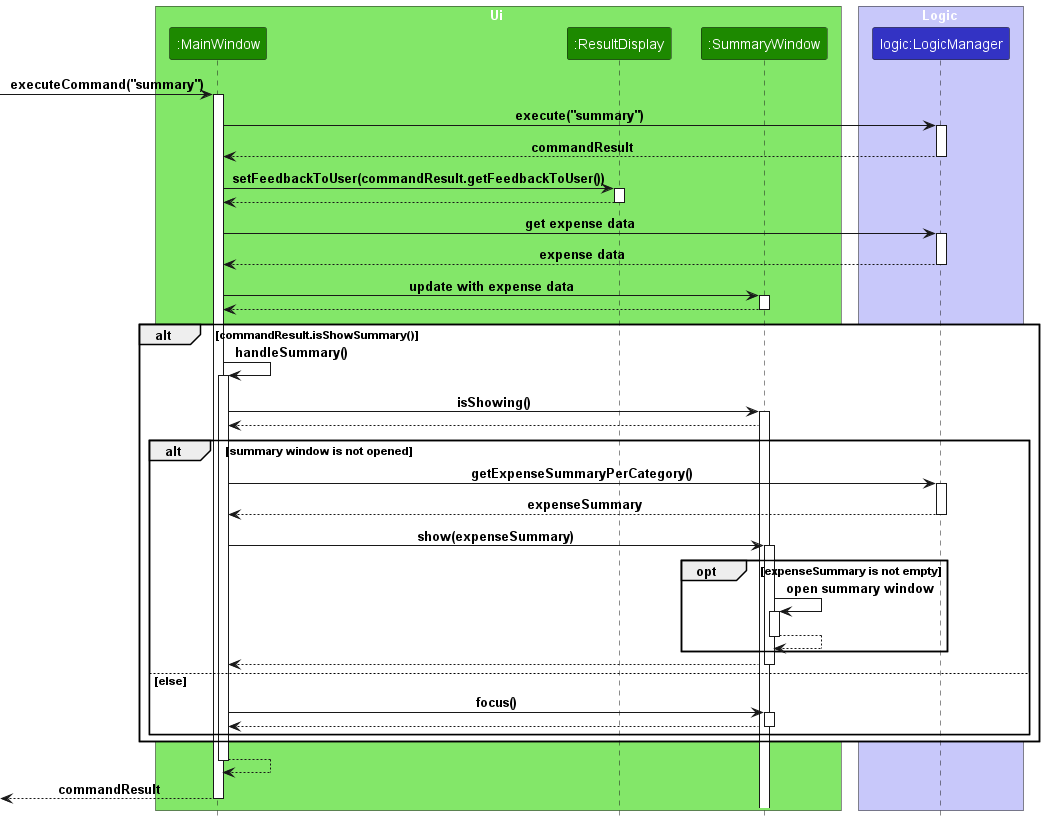 Ui
Logic
:MainWindow
:ResultDisplay
:SummaryWindow
logic:LogicManager
executeCommand("summary")
execute("summary")
commandResult
setFeedbackToUser(commandResult.getFeedbackToUser())
get expense data
expense data
update with expense data
alt
[commandResult.isShowSummary()]
handleSummary()
isShowing()
alt
[summary window is not opened]
getExpenseSummaryPerCategory()
expenseSummary
show(expenseSummary)
opt
[expenseSummary is not empty]
open summary window
[else]
focus()
commandResult